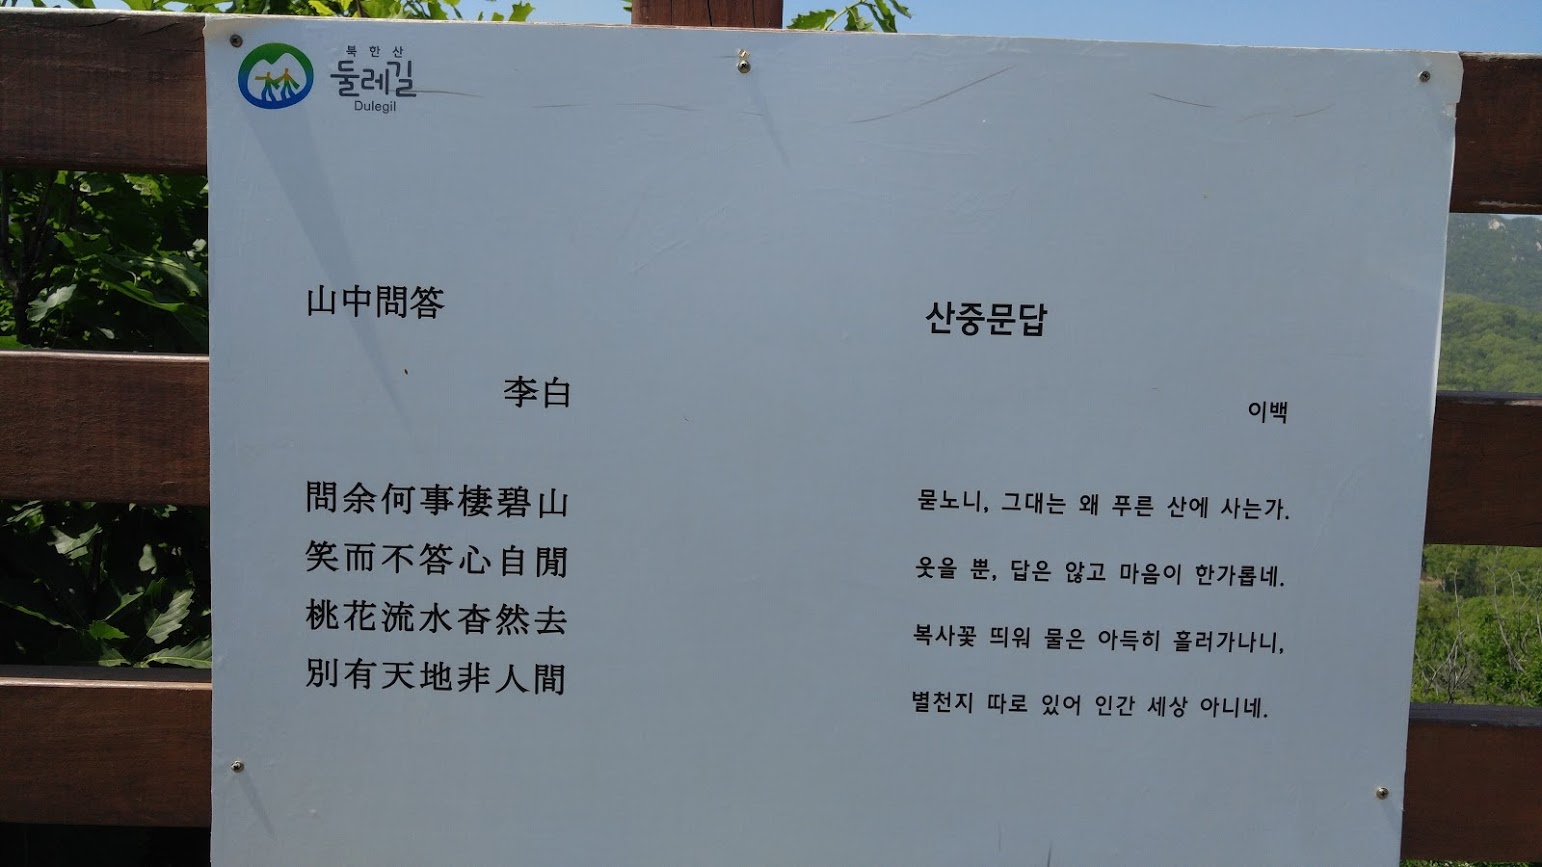 북한산
둘레길
Dulegil
山中問答
李白
問余何事棲碧山
笑而不答心自閒
桃花流水杳然去
別有天地非人間
산중문답
이백
묻노니, 그대는 왜 푸른 산에 사는가.
웃을 뿐, 답은 않고 마음이 한가롭네.
복사꽃 띄워 물은 아득히 흘러가나니,
별천지 따로 있어 인간 세상 아니네.